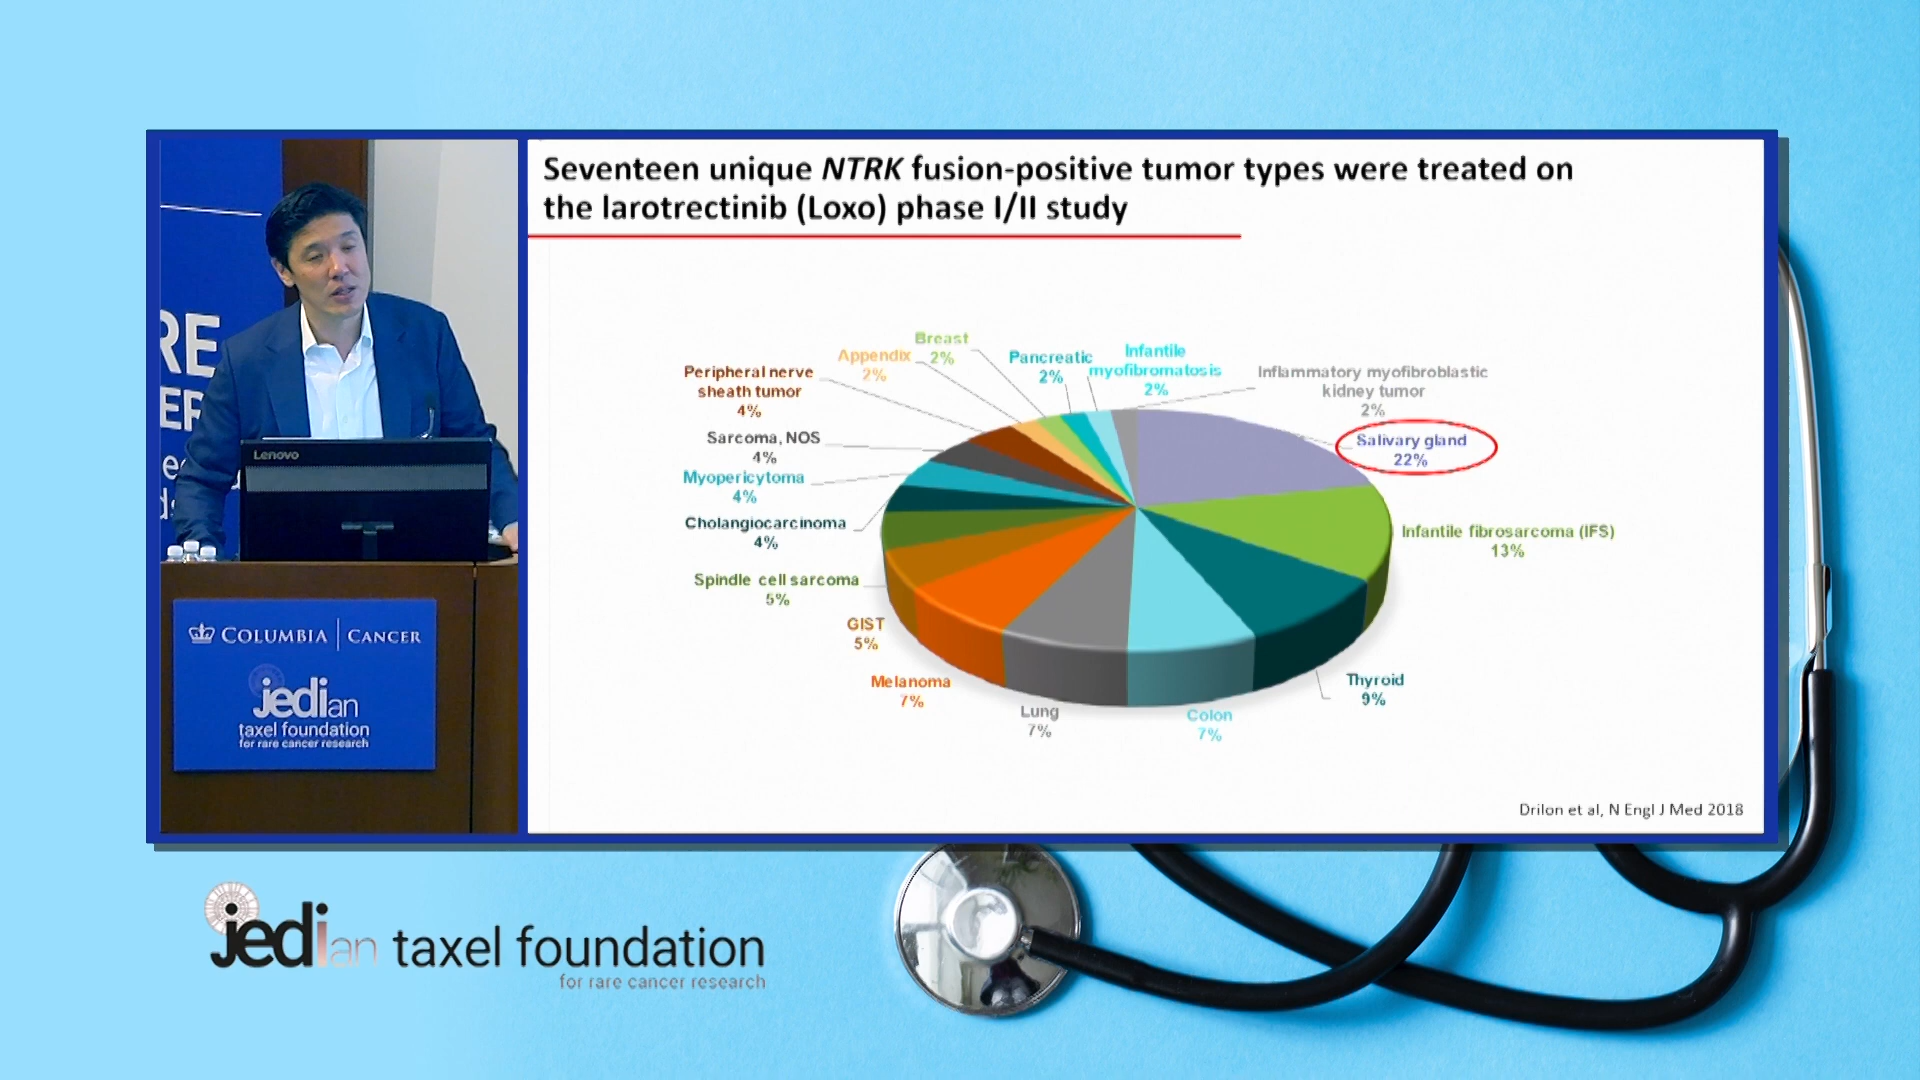 Seventeen unique NTRK fusion-positive tumor types were treated on
the larotrectinib (Loxo) phase I/II study
Breast
2%
Appendix
2%
Pancreatic
2%
Infantile
myofibromatosis
2%
Inflammatory myofibroblastic
kidney tumor
2%
Peripheral nerve
sheath tumor
4%
Salivary gland
22%
Sarcoma, NOS
4%
Myopericytoma
4%
Cholangiocarcinoma
4%
Infantile fibrosarcoma (IFS)
13%
Spindle cell sarcoma
5%
GIST
5%
Melanoma
7%
Lung
7%
Colon
7%
Thyroid
9%
Drilon et al, N Engl J Med 2018
RE
ER
Lenovo
COLUMBIA | CANCER
jedian
taxel foundation
for rare cancer research
jedian taxel foundation
for rare cancer research